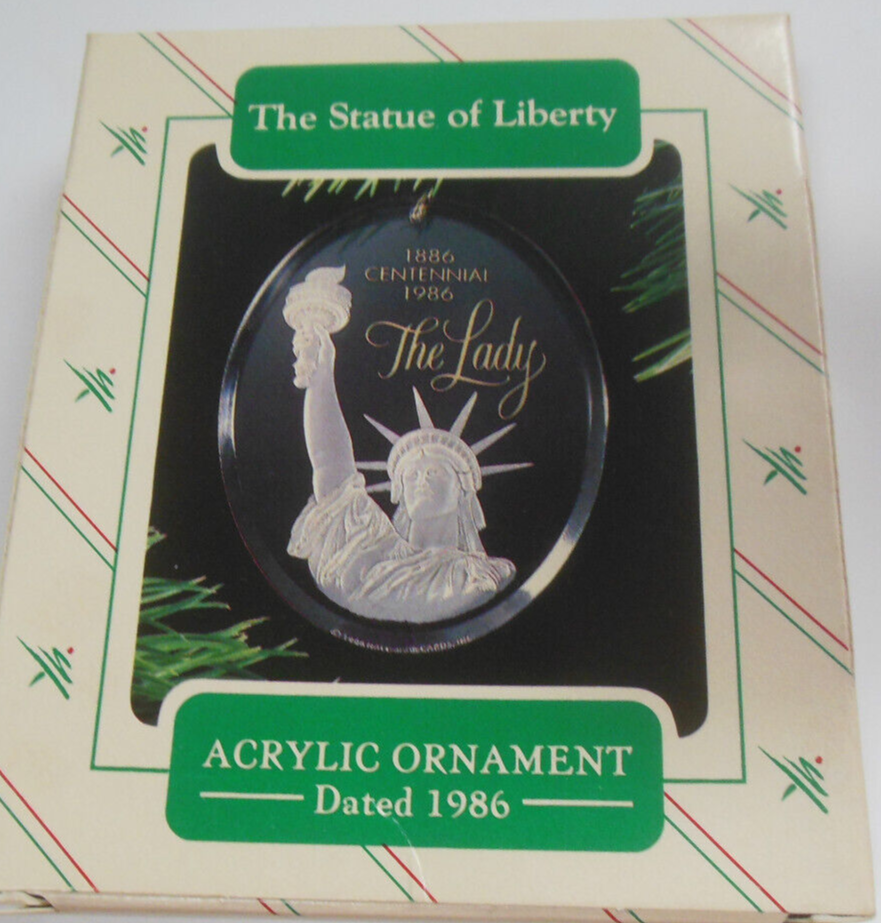 The Statue of Liberty
1886
CENTENNIAL
1986
The Lady
ACRYLIC ORNAMENT
Dated 1986